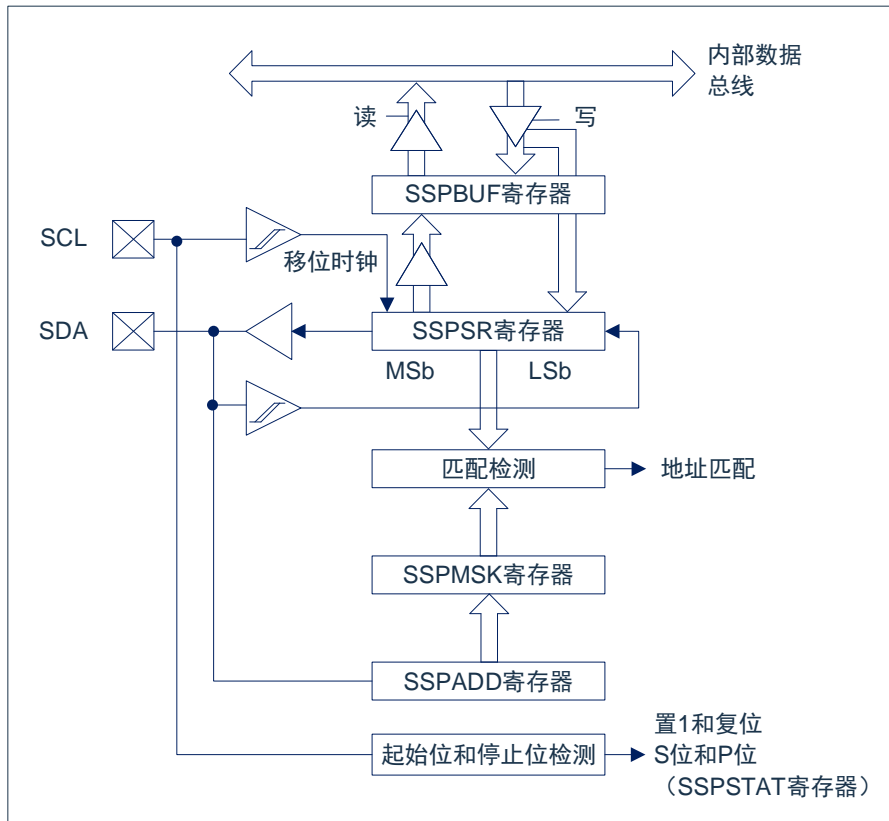 内部数据
总线
读
写
SSPBUF寄存器
SCL
移位时钟
SDA
SSPSR寄存器
MSb
LSb
匹配检测
地址匹配
SSPMSK寄存器
SSPADD寄存器
起始位和停止位检测
置1和复位
S位和P位
（SSPSTAT寄存器）